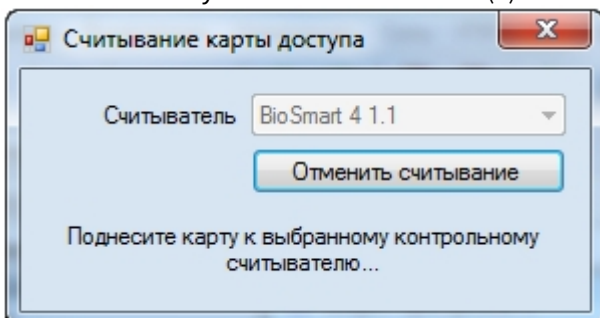 Считывание карты доступа
Считыватель BioSmart 4 1.1
Отменить считывание
Поднесите карту к выбранному контрольному
считывателю...